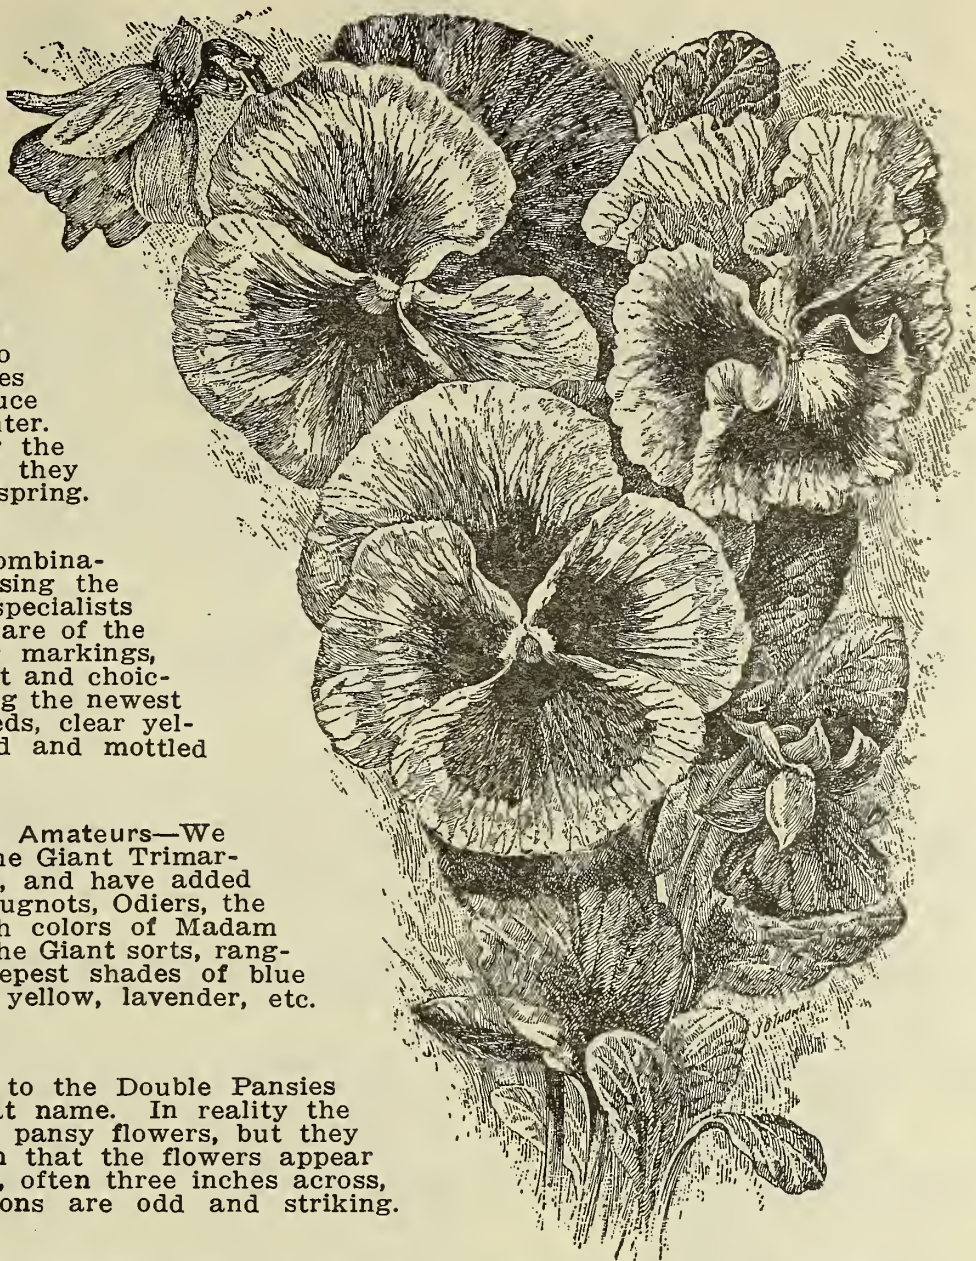 o
es
uce
ter.
the
they
spring.
ombina-
sing the
specialists
are of the
markings,
t and choic-
g the newest
eds, clear yel-
d and mottled
Amateurs—We
e Giant Trimar-
, and have added
ugnots, Odiers, the
h colors of Madam
he Giant sorts, rang-
epest shades of blue
yellow, lavender, etc.
to the Double Pansies
t name. In reality the
pansy flowers, but they
n that the flowers appear
, often three inches across,
ons are odd and striking.
J.B.THOMAS